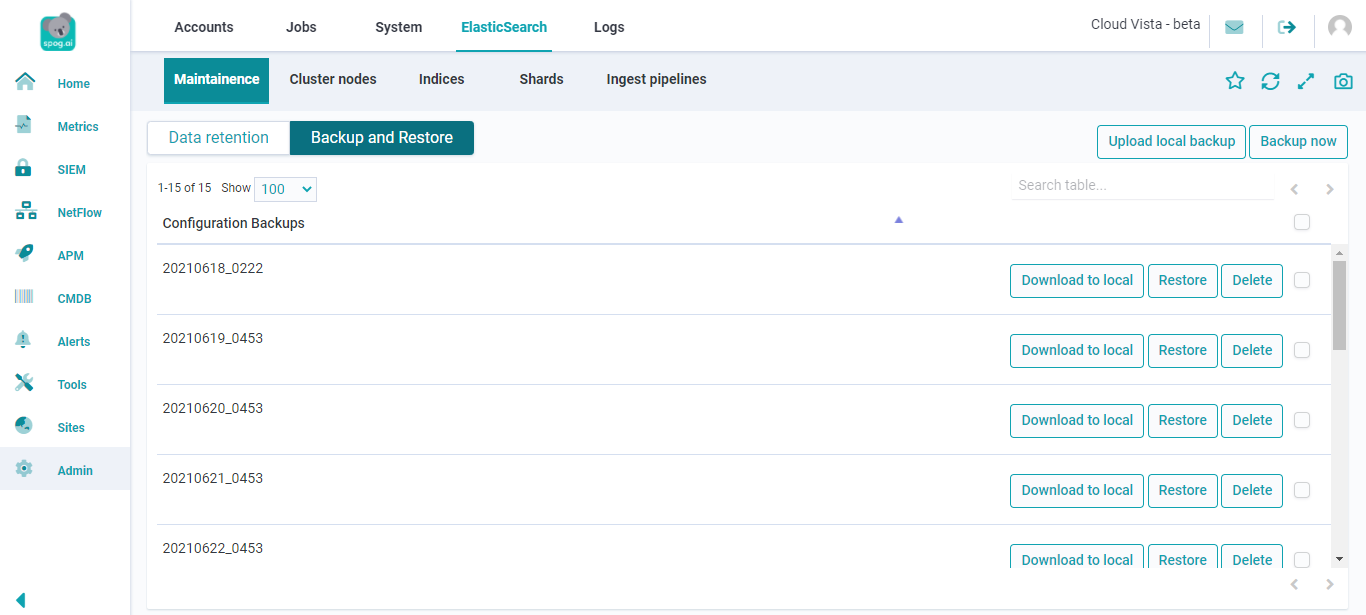 spog.ai
Accounts Jobs System ElasticSearch Logs Cloud Vista - beta
Home
Metrics
SIEM
NetFlow
APM
CMDB
Alerts
Tools
Sites
Admin
Maintainence Cluster nodes Indices Shards Ingest pipelines
Data retention Backup and Restore Upload local backup Backup now
1-15 of 15 Show 100 Search table...
Configuration Backups
20210618_0222 Download to local Restore Delete
20210619_0453 Download to local Restore Delete
20210620_0453 Download to local Restore Delete
20210621_0453 Download to local Restore Delete
20210622_0453 Download to local Restore Delete